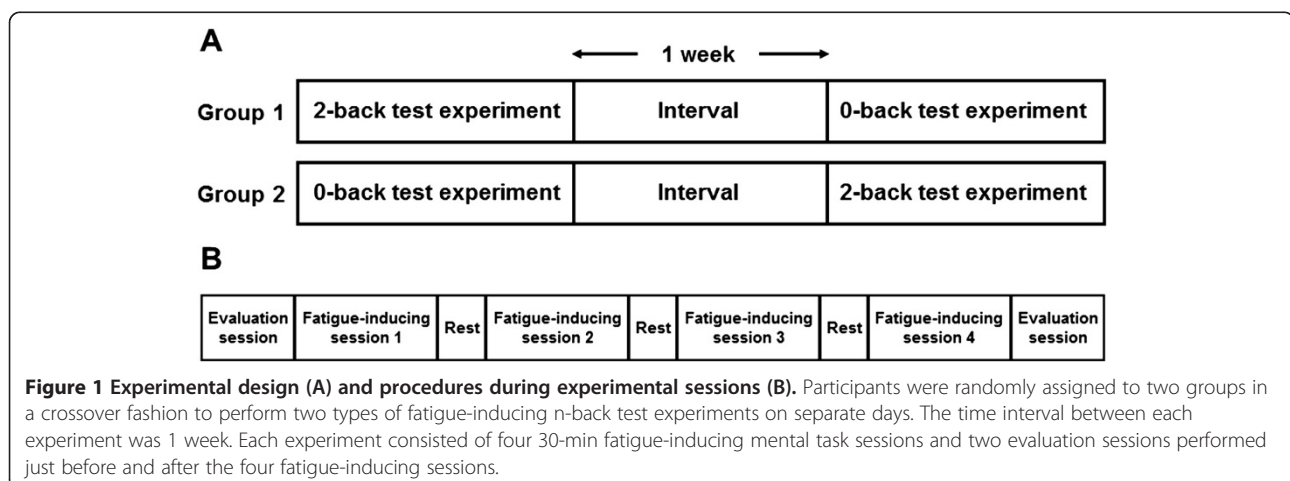 A
1 week
Group 1
2-back test experiment
Interval
0-back test experiment
Group 2
0-back test experiment
Interval
2-back test experiment
B
Evaluation
session
Fatigue-inducing
session 1
Rest
Fatigue-inducing
session 2
Rest
Fatigue-inducing
session 3
Rest
Fatigue-inducing
session 4
Evaluation
session
Figure 1 Experimental design (A) and procedures during experimental sessions (B). Participants were randomly assigned to two groups in
a crossover fashion to perform two types of fatigue-inducing n-back test experiments on separate days. The time interval between each
experiment was 1 week. Each experiment consisted of four 30-min fatigue-inducing mental task sessions and two evaluation sessions performed
just before and after the four fatigue-inducing sessions.